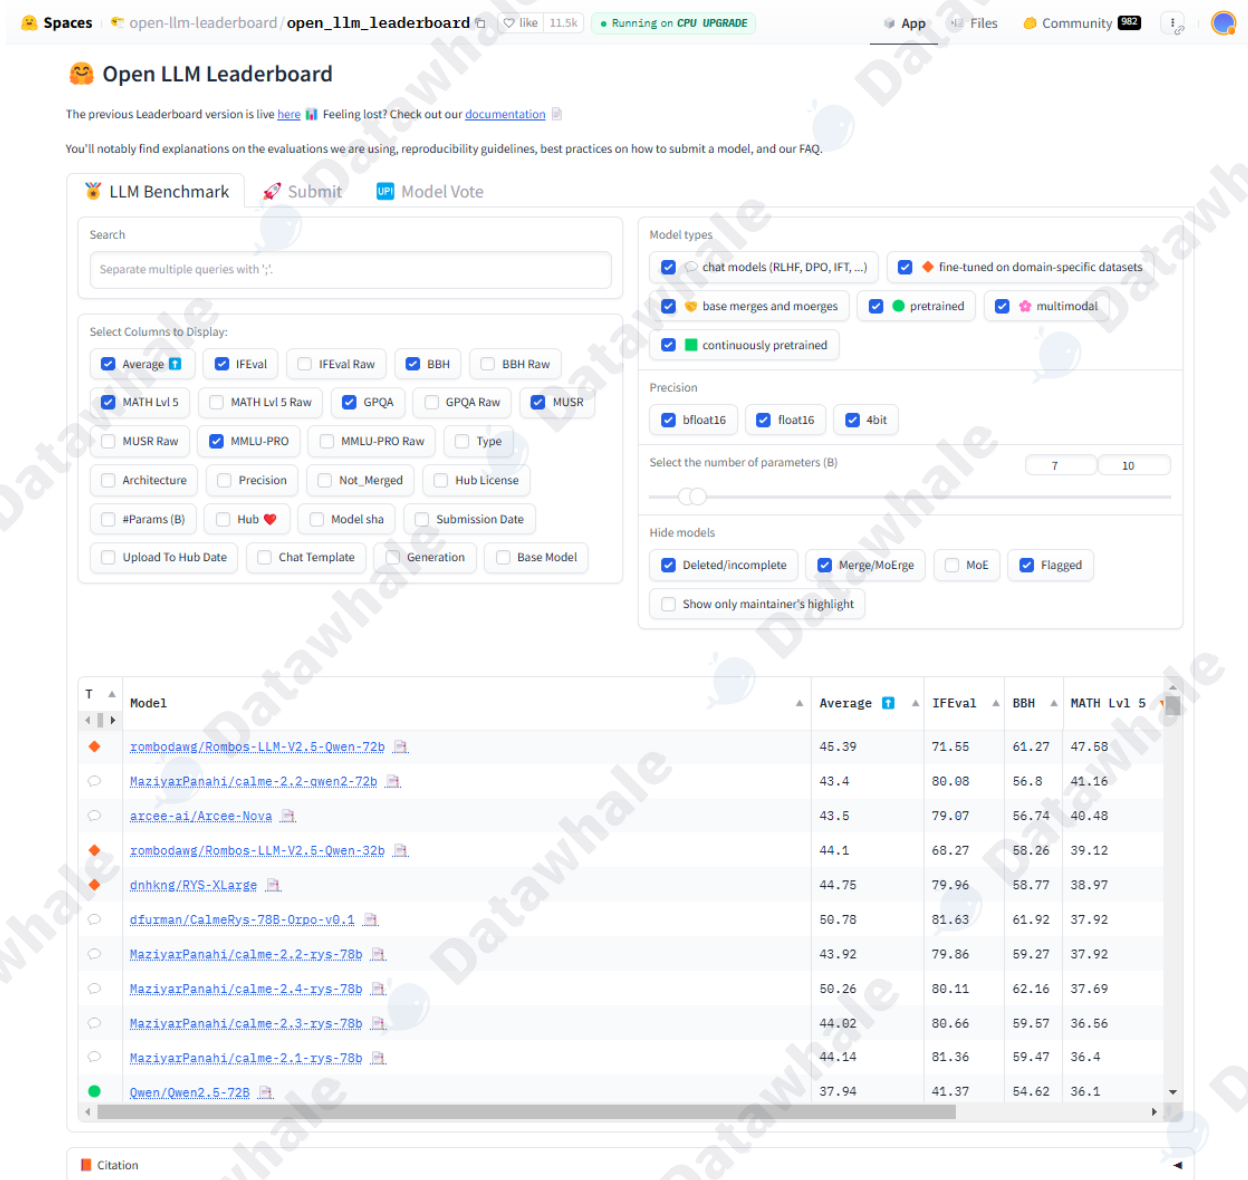 Spaces open-llm-leaderboard/open_llm_leaderboard like 11.5k Running on CPU UPGRADE App Files Community 982
Open LLM Leaderboard
The previous Leaderboard version is live here Feeling lost? Check out our documentation
You'll notably find explanations on the evaluations we are using, reproducibility guidelines, best practices on how to submit a model, and our FAQ.
LLM Benchmark Submit UP! Model Vote
Search
Separate multiple queries with ';'.
Select Columns to Display:
Average IFEval IFEval Raw BBH BBH Raw
MATH Lvl 5 MATH Lvl 5 Raw GPQA GPQA Raw MUSR
MUSR Raw MMLU-PRO MMLU-PRO Raw Type
Architecture Precision Not_Merged Hub License
#Params (B) Hub Model sha Submission Date
Upload To Hub Date Chat Template Generation Base Model
Model types
chat models (RLHF, DPO, IFT, ...) fine-tuned on domain-specific datasets
base merges and moerges pretrained multimodal
continuously pretrained
Precision
bfloat16 float16 4bit
Select the number of parameters (B) 7 10
Hide models
Deleted/incomplete Merge/MoErge MoE Flagged
Show only maintainer's highlight
T Model Average IFEval BBH MATH Lvl 5
rombodawg/Rombos-LLM-V2.5-Qwen-72b 45.39 71.55 61.27 47.58
MaziyarPanahi/calme-2.2-qwen2-72b 43.4 80.08 56.8 41.16
arcee-ai/Arcee-Nova 43.5 79.07 56.74 40.48
rombodawg/Rombos-LLM-V2.5-Qwen-32b 44.1 68.27 58.26 39.12
dnhkng/RYS-XLarge 44.75 79.96 58.77 38.97
dfurman/CalmeRys-78B-Orpo-v0.1 50.78 81.63 61.92 37.92
MaziyarPanahi/calme-2.2-rys-78b 43.92 79.86 59.27 37.92
MaziyarPanahi/calme-2.4-rys-78b 50.26 80.11 62.16 37.69
MaziyarPanahi/calme-2.3-rys-78b 44.02 80.66 59.57 36.56
MaziyarPanahi/calme-2.1-rys-78b 44.14 81.36 59.47 36.4
Qwen/Qwen2.5-72B 37.94 41.37 54.62 36.1
Citation
Datawhale